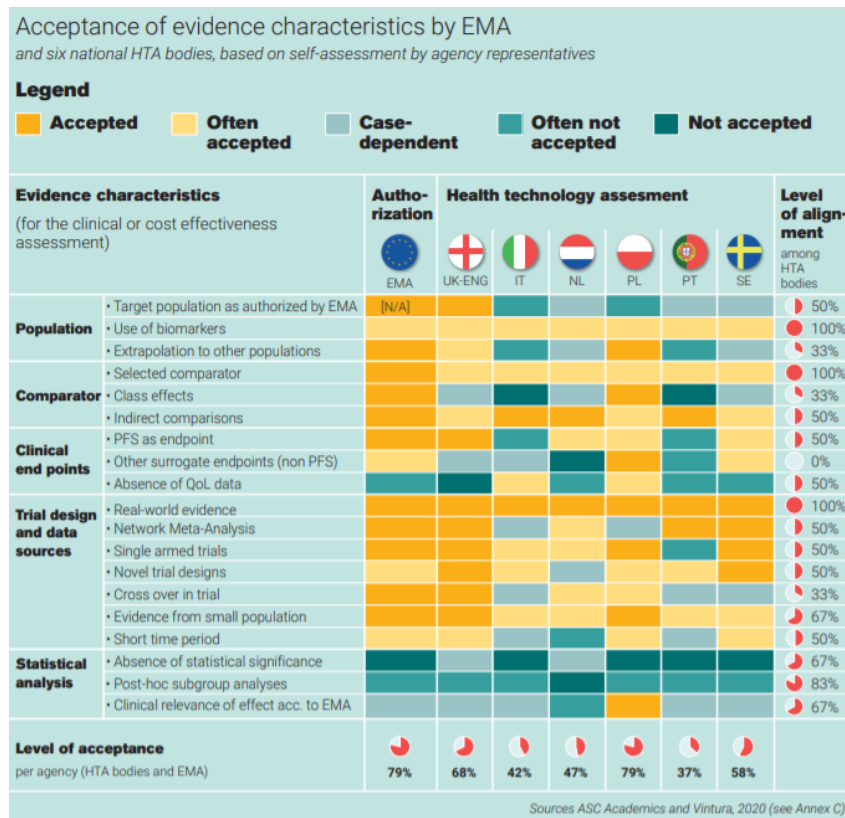 Acceptance of evidence characteristics by EMA
and six national HTA bodies, based on self-assessment by agency representatives
Legend
Accepted
Often accepted
Case-dependent
Often not accepted
Not accepted
Evidence characteristics
(for the clinical or cost effectiveness
assessment)
Autho-
rization
Health technology assesment
Level
of align-
ment
among
HTA
bodies
EMA UK-ENG IT NL PL PT SE
Population
• Target population as authorized by EMA [N/A] 50%
• Use of biomarkers 100%
• Extrapolation to other populations 33%
Comparator
• Selected comparator 100%
• Class effects 33%
• Indirect comparisons 50%
Clinical
end points
• PFS as endpoint 50%
• Other surrogate endpoints (non PFS) 0%
• Absence of QoL data 50%
Trial design
and data
sources
• Real-world evidence 100%
• Network Meta-Analysis 50%
• Single armed trials 50%
• Novel trial designs 50%
• Cross over in trial 33%
• Evidence from small population 67%
• Short time period 50%
Statistical
analysis
• Absence of statistical significance 67%
• Post-hoc subgroup analyses 83%
• Clinical relevance of effect acc. to EMA 67%
Level of acceptance
per agency (HTA bodies and EMA)
79% 68% 42% 47% 79% 37% 58%
Sources ASC Academics and Vintura, 2020 (see Annex C)